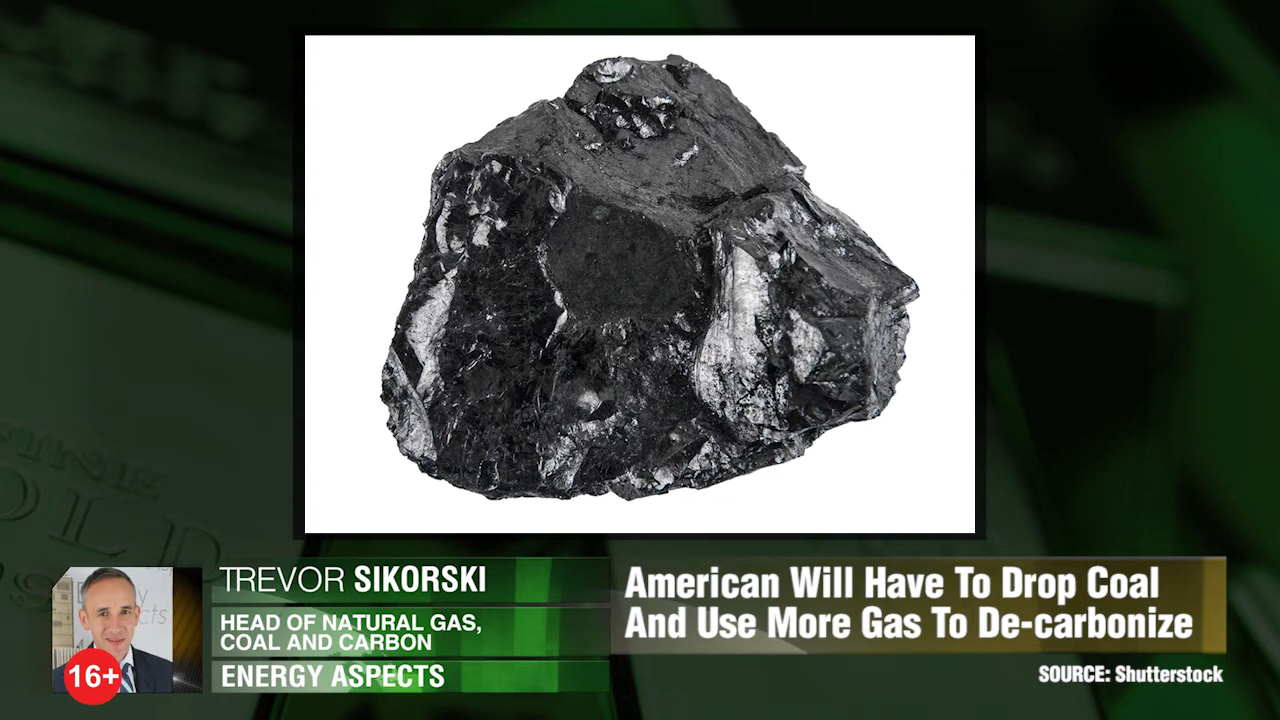 TREVOR SIKORSKI
HEAD OF NATURAL GAS,
COAL AND CARBON
ENERGY ASPECTS
16+
American Will Have To Drop Coal
And Use More Gas To De-carbonize
SOURCE: Shutterstock